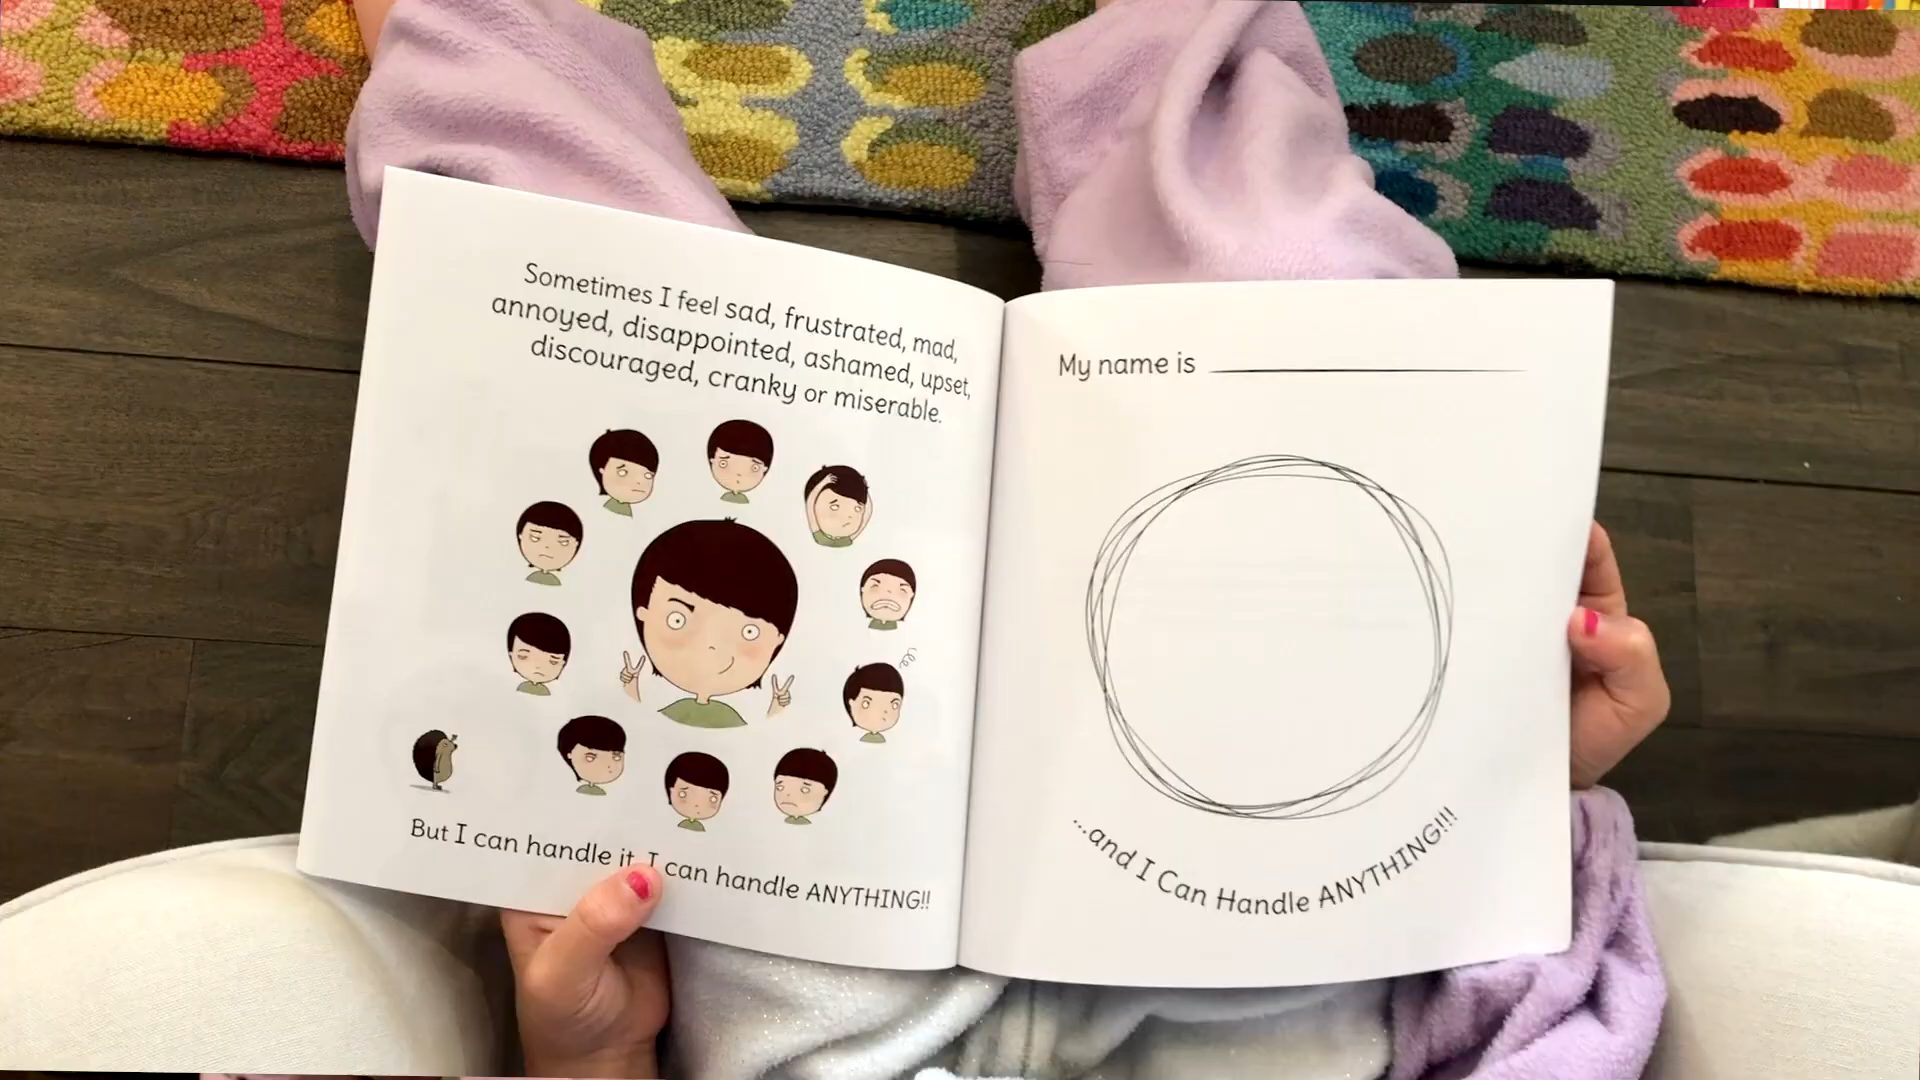 Sometimes I feel sad, frustrated, mad,
annoyed, disappointed, ashamed, upset,
discouraged, cranky or miserable.
But I can handle it. I can handle ANYTHING!!
My name is
...and I Can Handle ANYTHING!!!